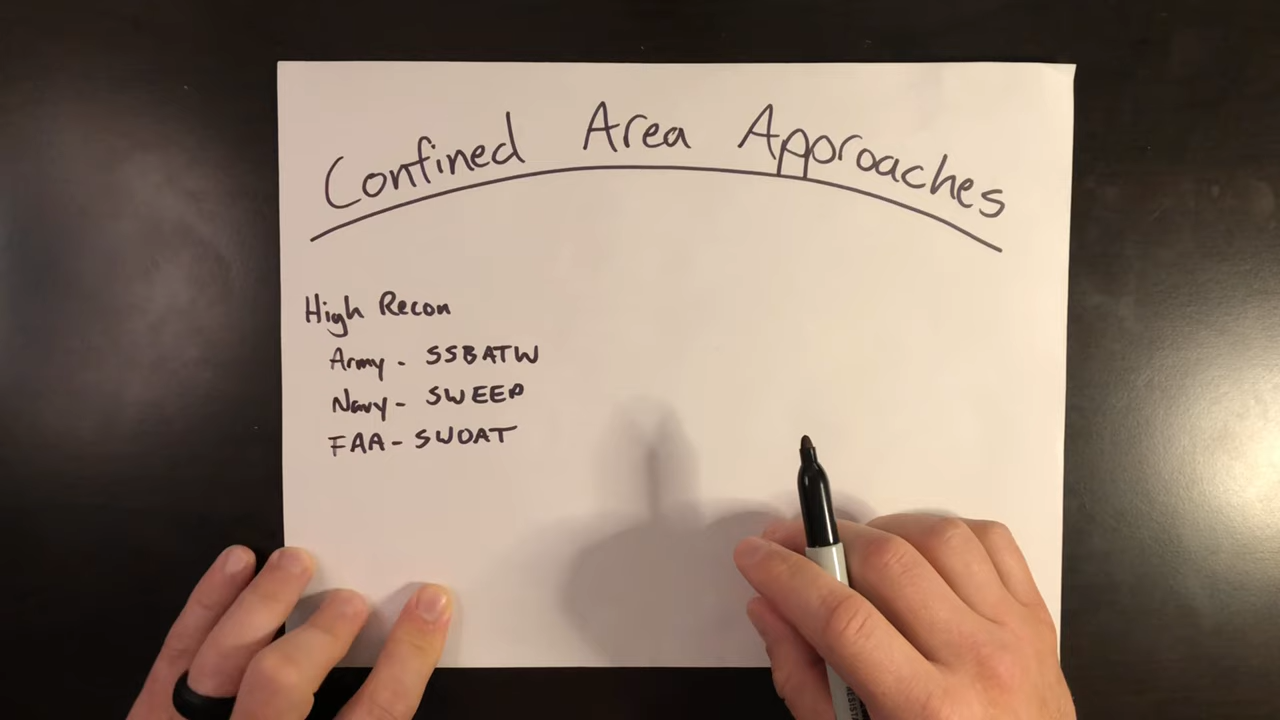 Confined Area Approaches
High Recon
Army - SSBATW
Navy - SWEEP
FAA - SWOAT